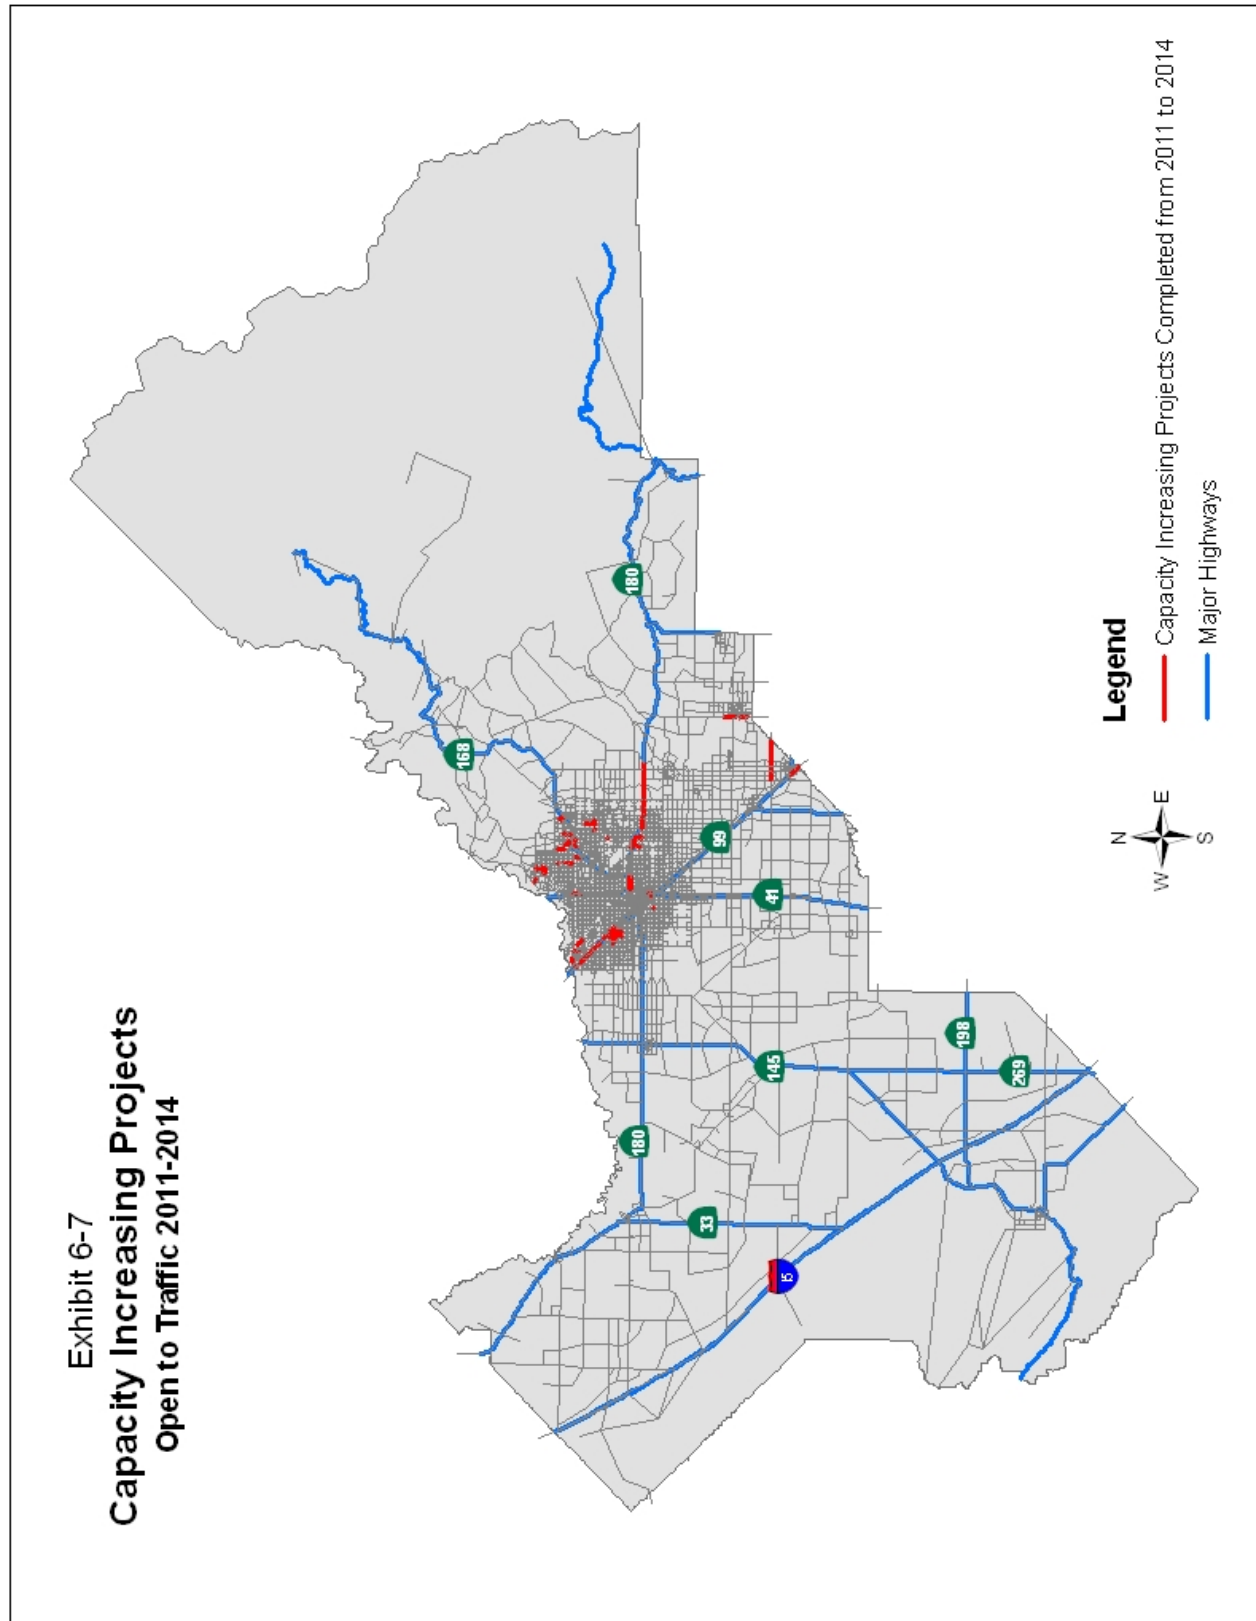 Exhibit 6-7
Capacity Increasing Projects
Open to Traffic 2011-2014
168
180
180
33
145
41
99
I5
198
269
N
W
E
S
Legend
Capacity Increasing Projects Completed from 2011 to 2014
Major Highways